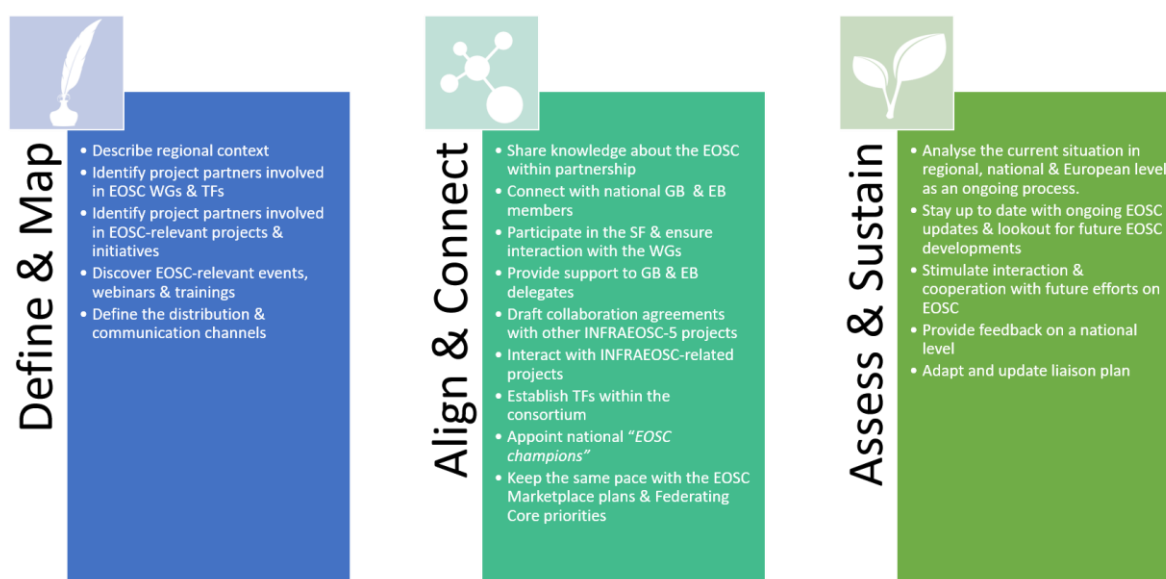 Define & Map
• Describe regional context
• Identify project partners involved
in EOSC WGs & TFs
• Identify project partners involved
in EOSC-relevant projects &
initiatives
• Discover EOSC-relevant events,
webinars & trainings
• Define the distribution &
communication channels
Align & Connect
• Share knowledge about the EOSC
within partnership
• Connect with national GB & EB
members
• Participate in the SF & ensure
interaction with the WGs
• Provide support to GB & EB
delegates
• Draft collaboration agreements
with other INFRAEOSC-5 projects
• Interact with INFRAEOSC-related
projects
• Establish TFs within the
consortium
• Appoint national “EOSC
champions”
• Keep the same pace with the EOSC
Marketplace plans & Federating
Core priorities
Assess & Sustain
• Analyse the current situation in
regional, national & European level
as an ongoing process.
• Stay up to date with ongoing EOSC
updates & lookout for future EOSC
developments
• Stimulate interaction &
cooperation with future efforts on
EOSC
• Provide feedback on a national
level
• Adapt and update liaison plan